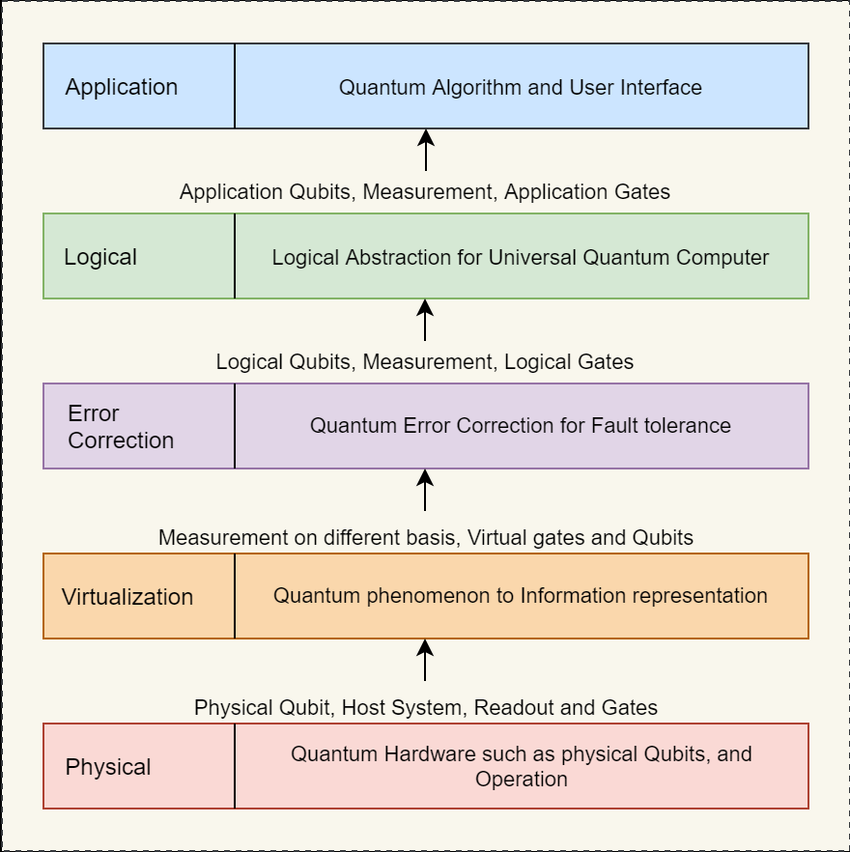 Application
Quantum Algorithm and User Interface
Application Qubits, Measurement, Application Gates
Logical
Logical Abstraction for Universal Quantum Computer
Logical Qubits, Measurement, Logical Gates
Error
Correction
Quantum Error Correction for Fault tolerance
Measurement on different basis, Virtual gates and Qubits
Virtualization
Quantum phenomenon to Information representation
Physical Qubit, Host System, Readout and Gates
Physical
Quantum Hardware such as physical Qubits, and
Operation